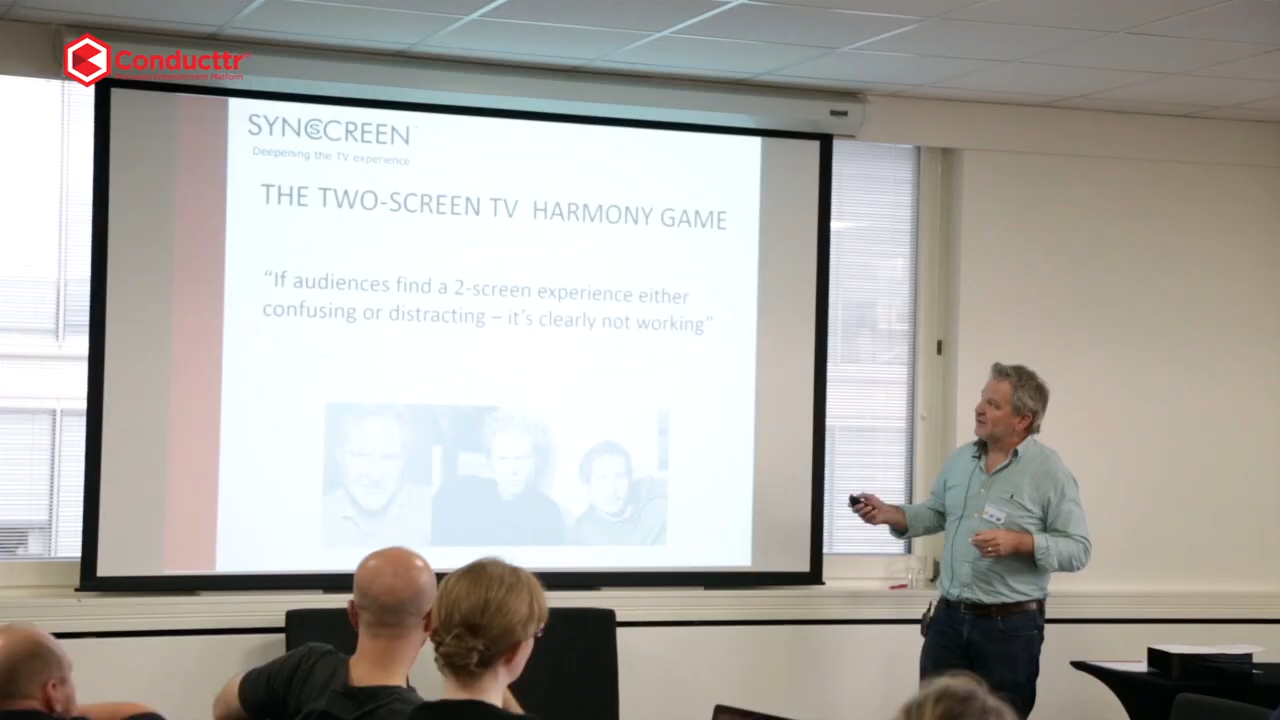 Conducttr
SYNCSCREEN
Deepening the TV experience
THE TWO-SCREEN TV HARMONY GAME
“If audiences find a 2-screen experience either
confusing or distracting – it’s clearly not working”